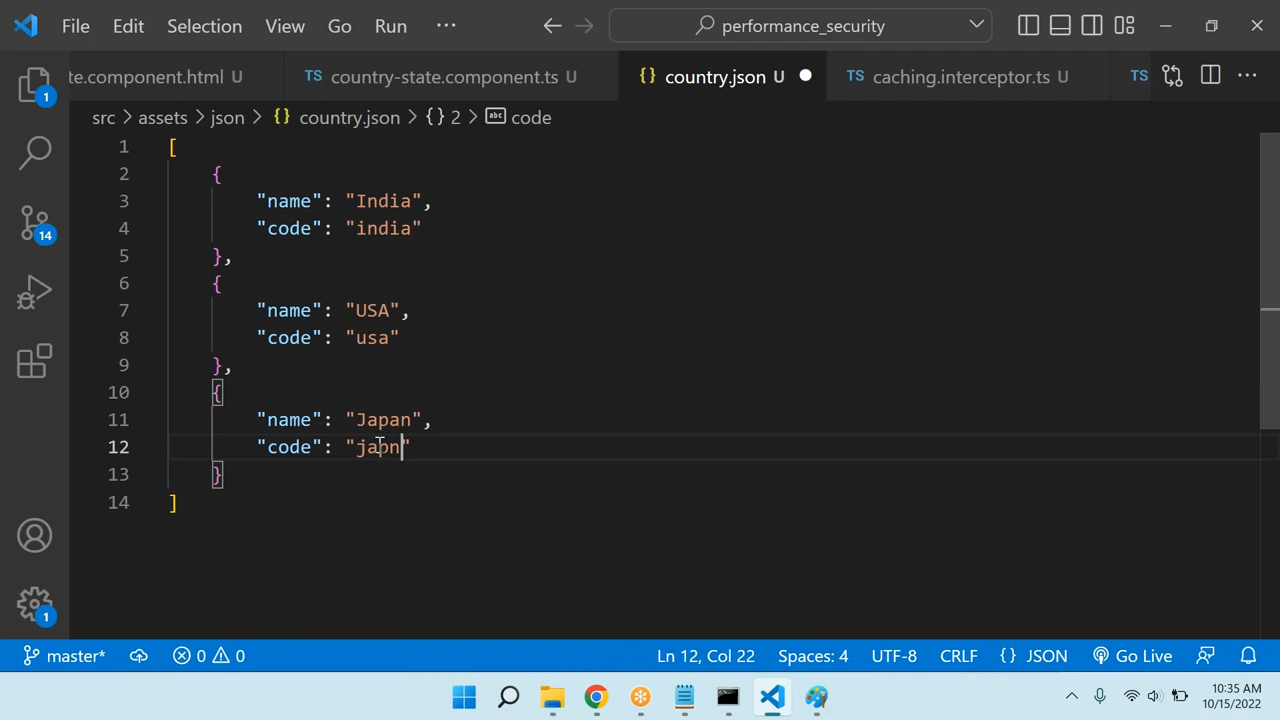 File Edit Selection View Go Run ··· performance_security
te.component.html U TS country-state.component.ts U {} country.json U TS caching.interceptor.ts U TS ···
src > assets > json > {} country.json > {} 2 > abc code
1 [
2 {
3 "name": "India",
4 "code": "india"
5 },
6 {
7 "name": "USA",
8 "code": "usa"
9 },
10 {
11 "name": "Japan",
12 "code": "japn"
13 }
14 ]
1
14
1
master* 0 0 Ln 12, Col 22 Spaces: 4 UTF-8 CRLF {} JSON Go Live
10:35 AM
10/15/2022